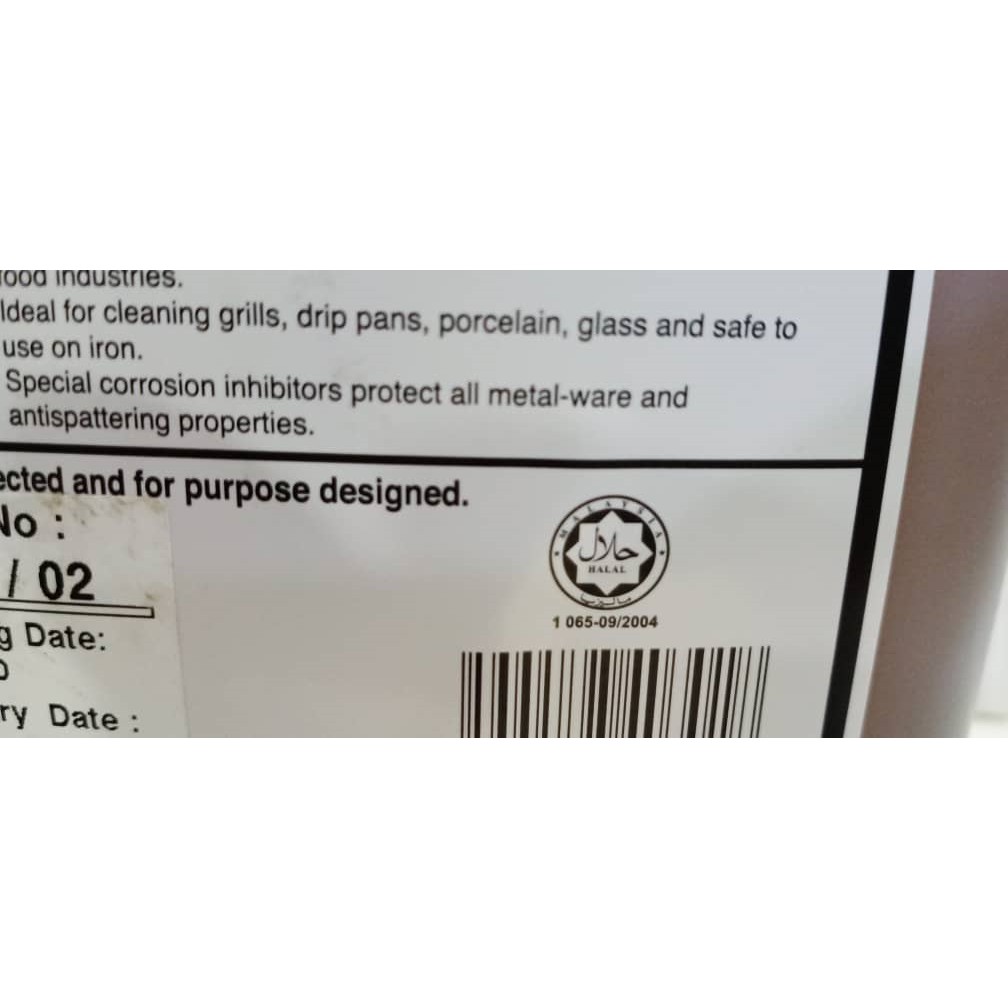 food industries.
Ideal for cleaning grills, drip pans, porcelain, glass and safe to
use on iron.
Special corrosion inhibitors protect all metal-ware and
antispattering properties.
ected and for purpose designed.
No :
/ 02
g Date:
ry Date :
MALAYSIA
حلال
HALAL
ماليزيا
1 065-09/2004